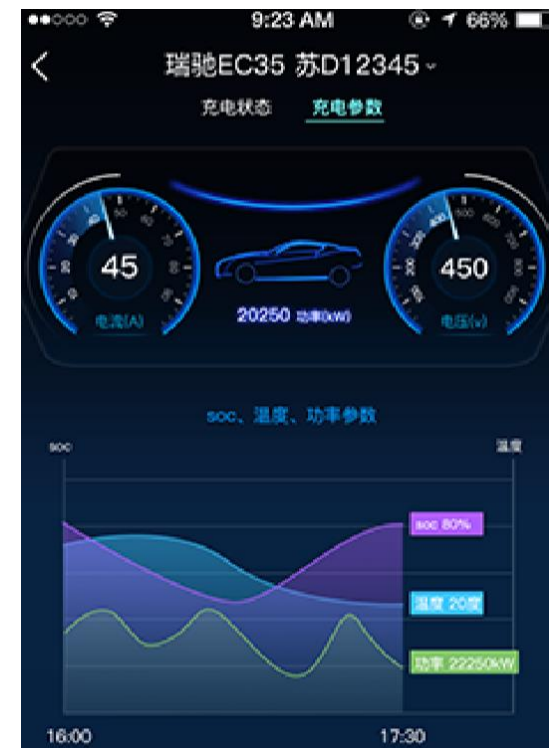 9:23 AM 66%
瑞驰EC35 苏D12345
充电状态 充电参数
45
电流(A)
20250 功率(kW)
450
电压(v)
soc、温度、功率参数
soc 温度
soc 80%
温度 20度
功率 22250kW
16:00 17:30